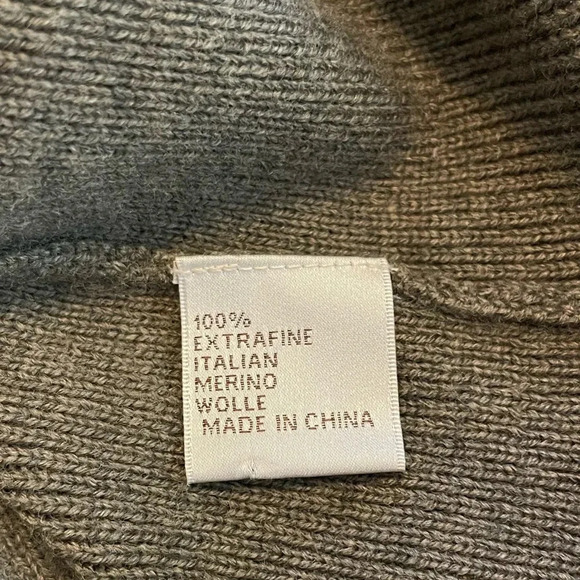 100%
EXTRAFINE
ITALIAN
MERINO
WOLLE
MADE IN CHINA